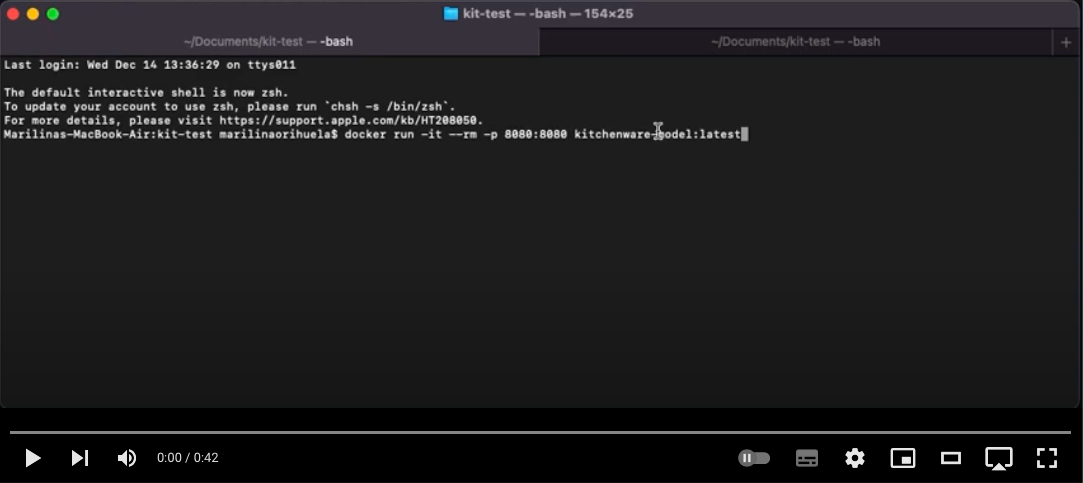 kit-test — -bash — 154×25
~/Documents/kit-test — -bash
~/Documents/kit-test — -bash
+
Last login: Wed Dec 14 13:36:29 on ttys011
The default interactive shell is now zsh.
To update your account to use zsh, please run `chsh -s /bin/zsh`.
For more details, please visit https://support.apple.com/kb/HT208050.
Marilinas-MacBook-Air:kit-test marilinaorihuela$ docker run -it --rm -p 8080:8080 kitchenware-model:latest
0:00 / 0:42